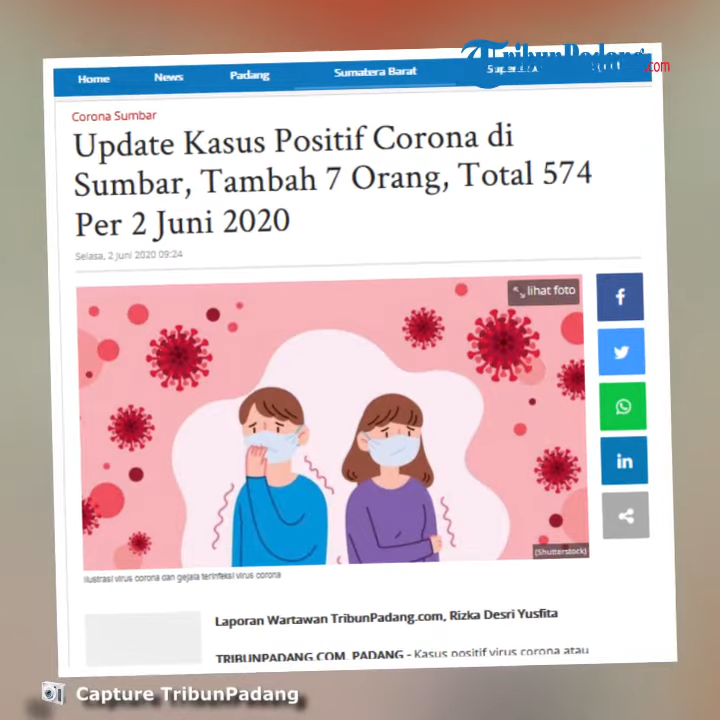 TribunPadang.com
Home News Padang Sumatera Barat
Corona Sumbar
Update Kasus Positif Corona di
Sumbar, Tambah 7 Orang, Total 574
Per 2 Juni 2020
Selasa, 2 Juni 2020 09:24
lihat foto
(Shutterstock)
Ilustrasi virus corona dan gejala terinfeksi virus corona
Laporan Wartawan TribunPadang.com, Rizka Desri Yusfita
TRIBUNPADANG.COM, PADANG - Kasus positif virus corona atau
Capture TribunPadang